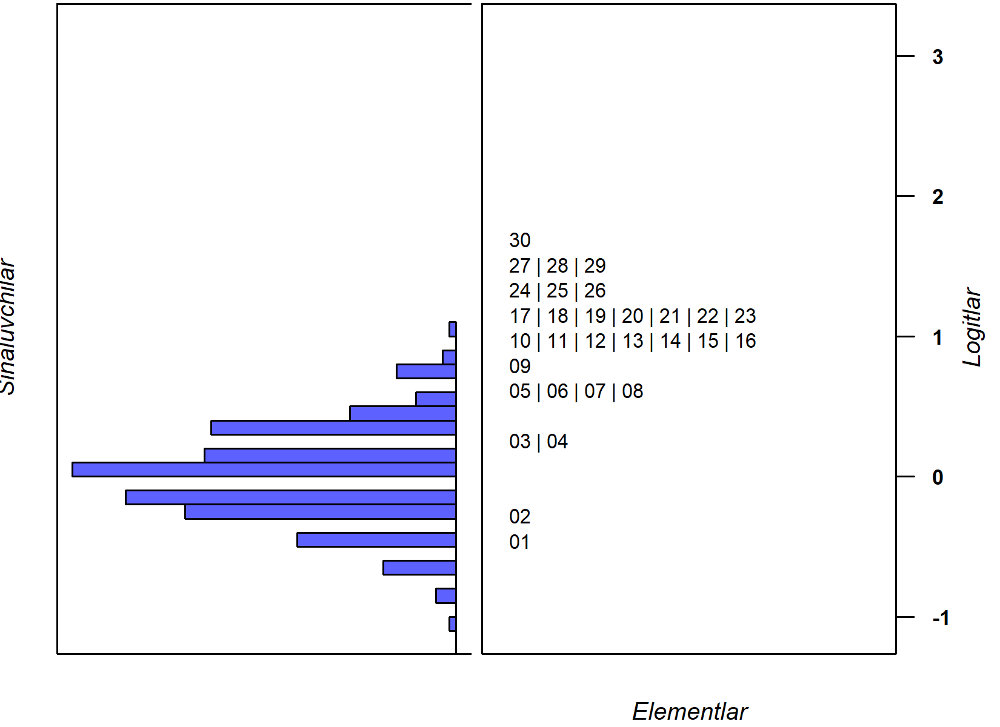 Sinaluvchilar
30
27 | 28 | 29
24 | 25 | 26
17 | 18 | 19 | 20 | 21 | 22 | 23
10 | 11 | 12 | 13 | 14 | 15 | 16
09
05 | 06 | 07 | 08
03 | 04
02
01
3
2
1
0
-1
Logitlar
Elementlar